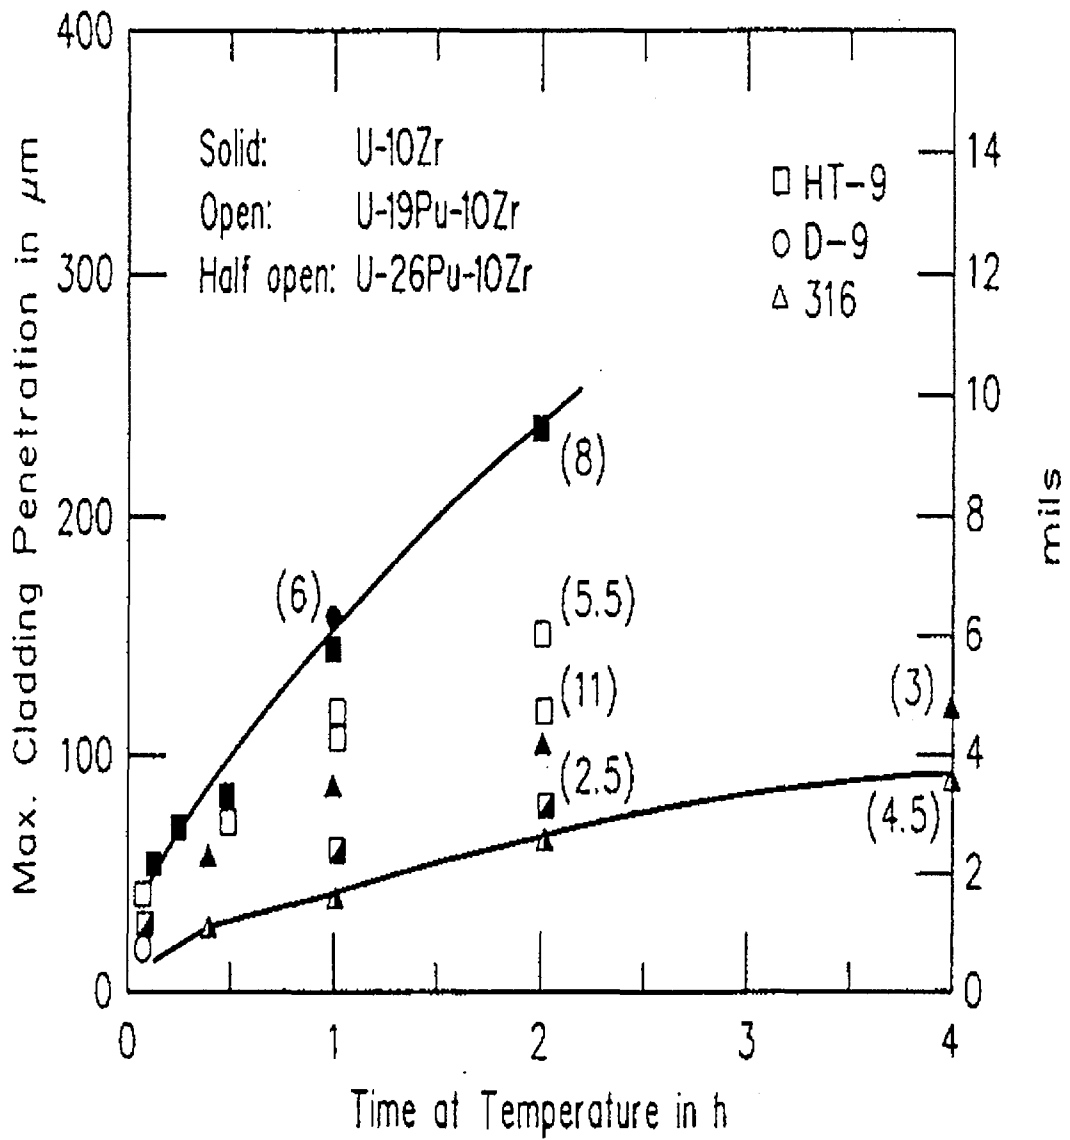 400
300
200
100
0
Max. Cladding Penetration in μm
Solid: U-10Zr
Open: U-19Pu-10Zr
Half open: U-26Pu-10Zr
HT-9
D-9
316
(6)
(8)
(5.5)
(11)
(2.5)
(3)
(4.5)
14
12
10
8
6
4
2
0
mils
0 1 2 3 4
Time at Temperature in h